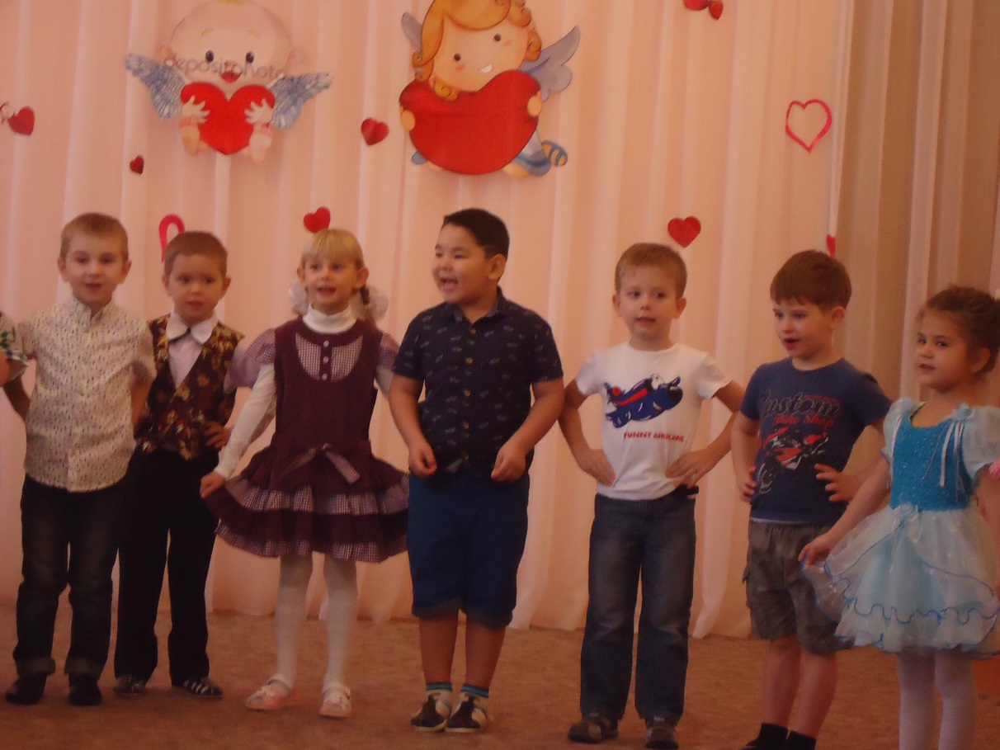 depositphotos
FUNNY AIRPLANE
Custom
Bike Shop